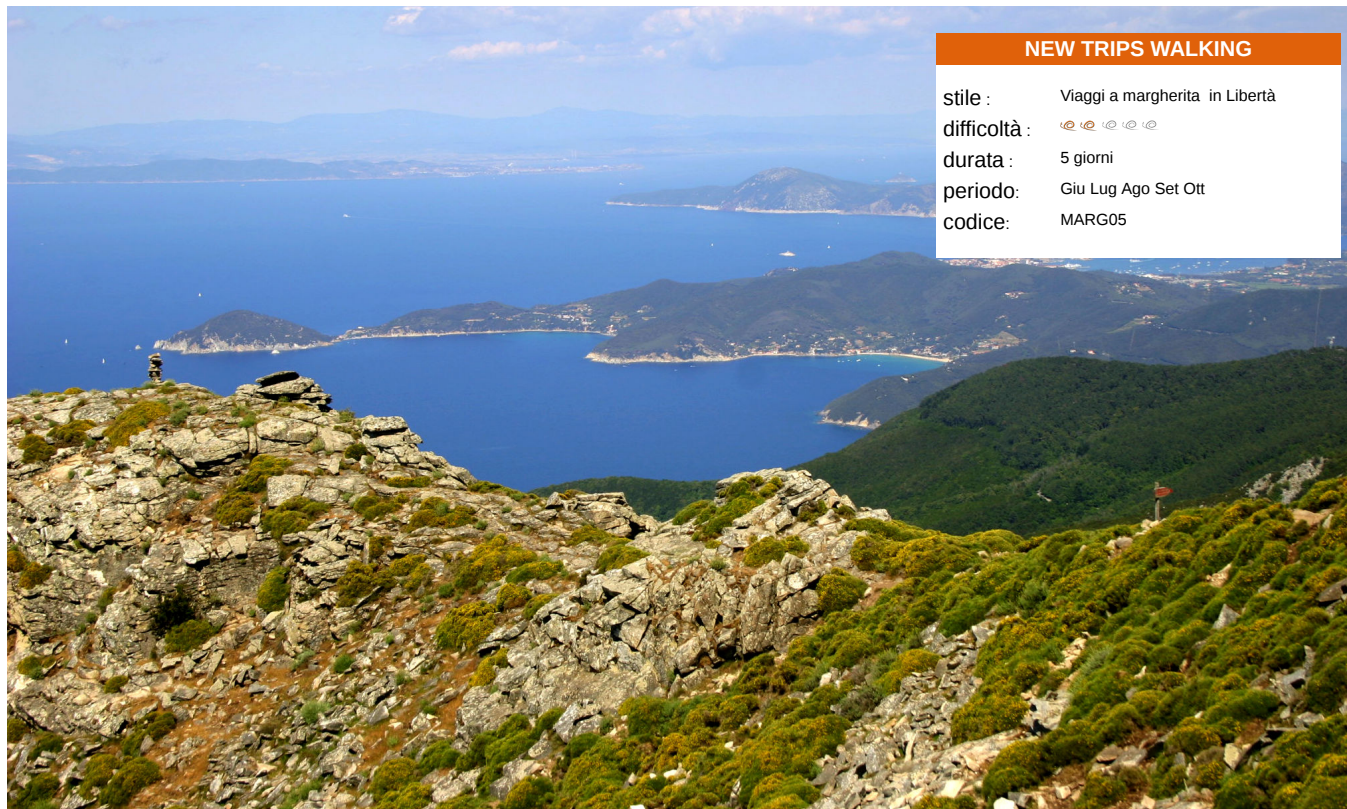 NEW TRIPS WALKING
stile : Viaggi a margherita in Libertà
difficoltà :
durata : 5 giorni
periodo: Giu Lug Ago Set Ott
codice: MARG05